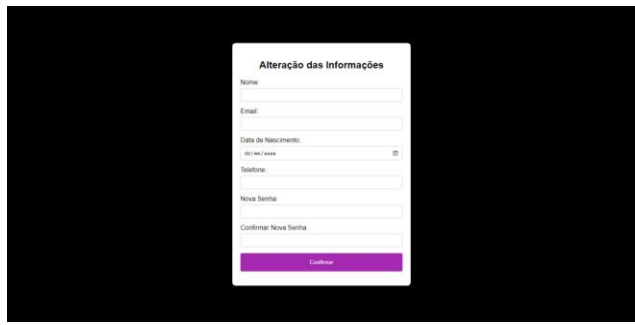 Alteração das Informações
Nome:
Email:
Data de Nascimento:
dd/mm/aaaa
Telefone:
Nova Senha:
Confirmar Nova Senha:
Confirmar